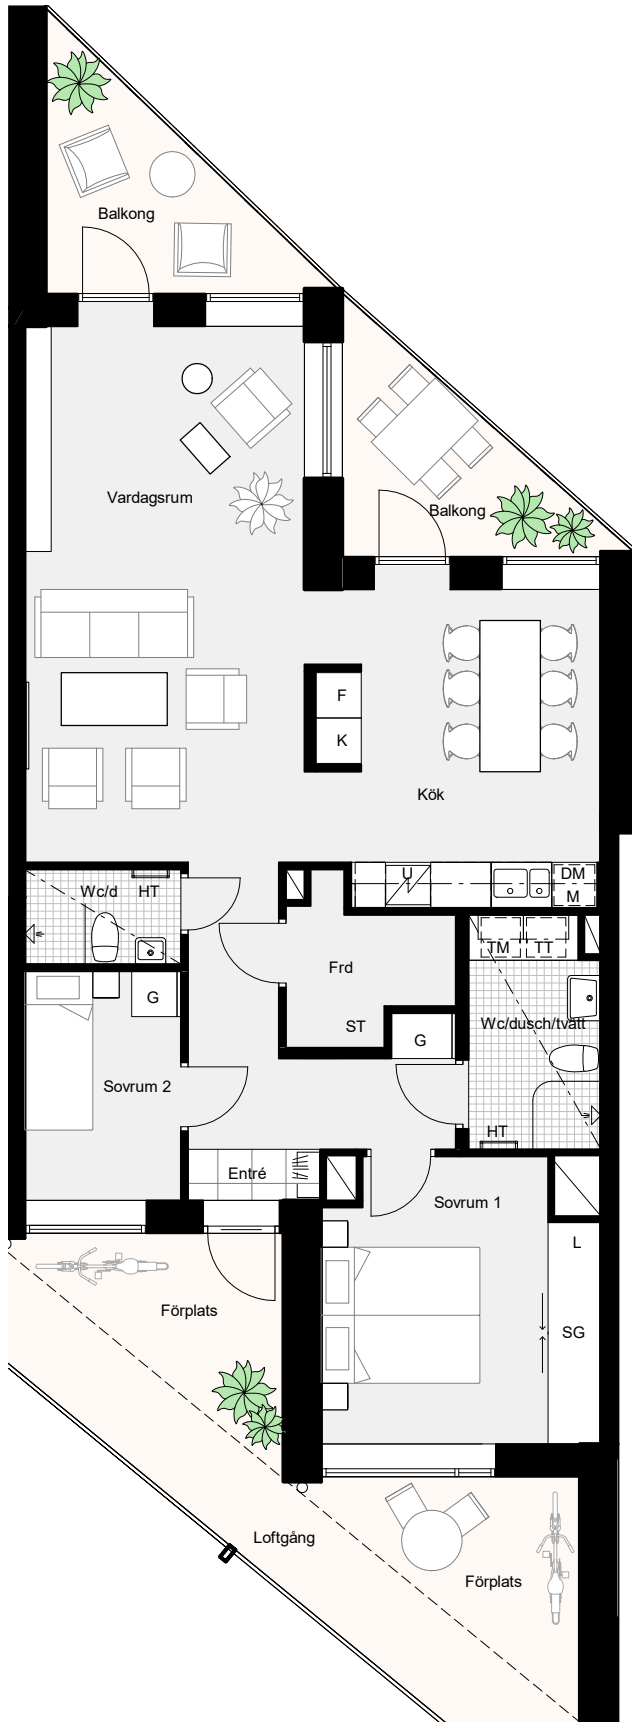 Balkong
Vardagsrum
Balkong
F
K
Kök
Wc/d
HT
U
DM
M
TM
TT
Frd
G
ST
Wc/dusch/tvätt
G
Sovrum 2
HT
Entré
Sovrum 1
L
SG
Förplats
Loftgång
Förplats